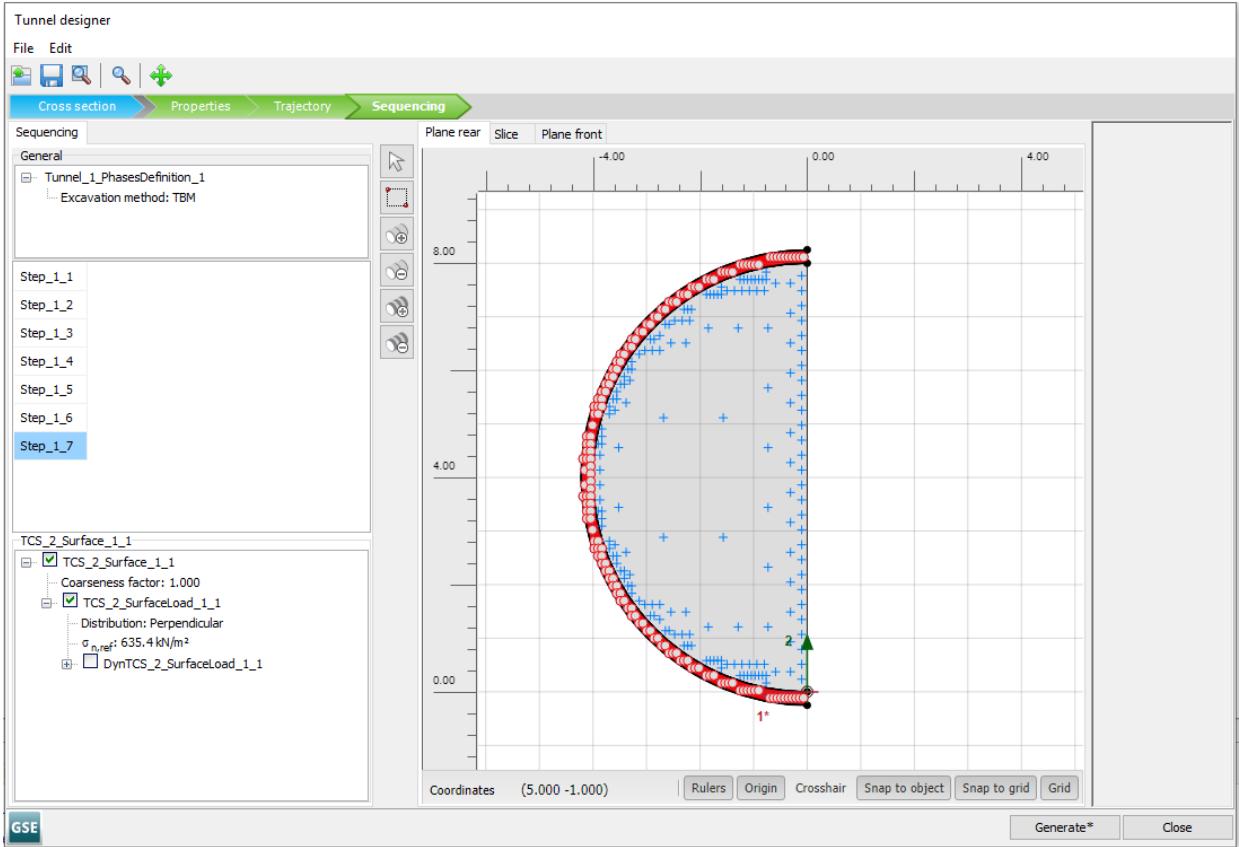 Tunnel designer
File Edit
Cross section Properties Trajectory Sequencing
Sequencing
General
Tunnel_1_PhasesDefinition_1
Excavation method: TBM
Step_1_1
Step_1_2
Step_1_3
Step_1_4
Step_1_5
Step_1_6
Step_1_7
TCS_2_Surface_1_1
TCS_2_Surface_1_1
Coarseness factor: 1.000
TCS_2_SurfaceLoad_1_1
Distribution: Perpendicular
σ n,ref: 635.4 kN/m²
DynTCS_2_SurfaceLoad_1_1
Plane rear Slice Plane front
-4.00 0.00 4.00
8.00
4.00
0.00
2
1*
Coordinates (5.000 -1.000) Rulers Origin Crosshair Snap to object Snap to grid Grid
GSE Generate* Close